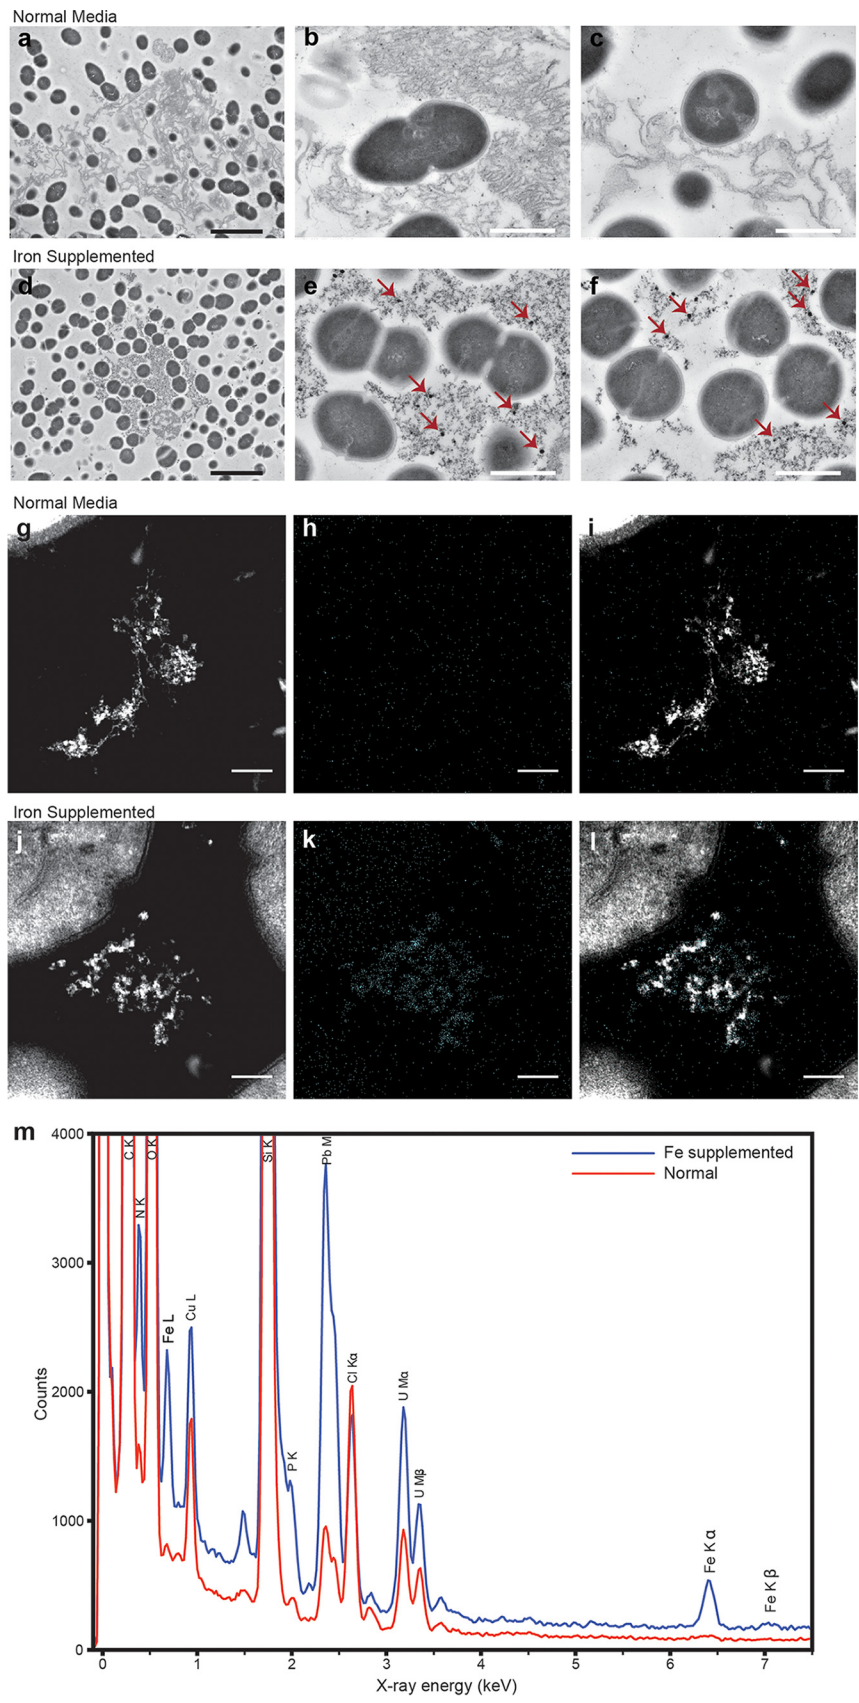 Normal Media
a
b
c
Iron Supplemented
d
e
f
Normal Media
g
h
i
Iron Supplemented
j
k
l
m
4000
3000
2000
1000
0
Counts
C K
N K
O K
Fe L
Cu L
Si K
P K
Pb M
Cl Kα
U Mα
U Mβ
Fe K α
Fe K β
Fe supplemented
Normal
0 1 2 3 4 5 6 7
X-ray energy (keV)